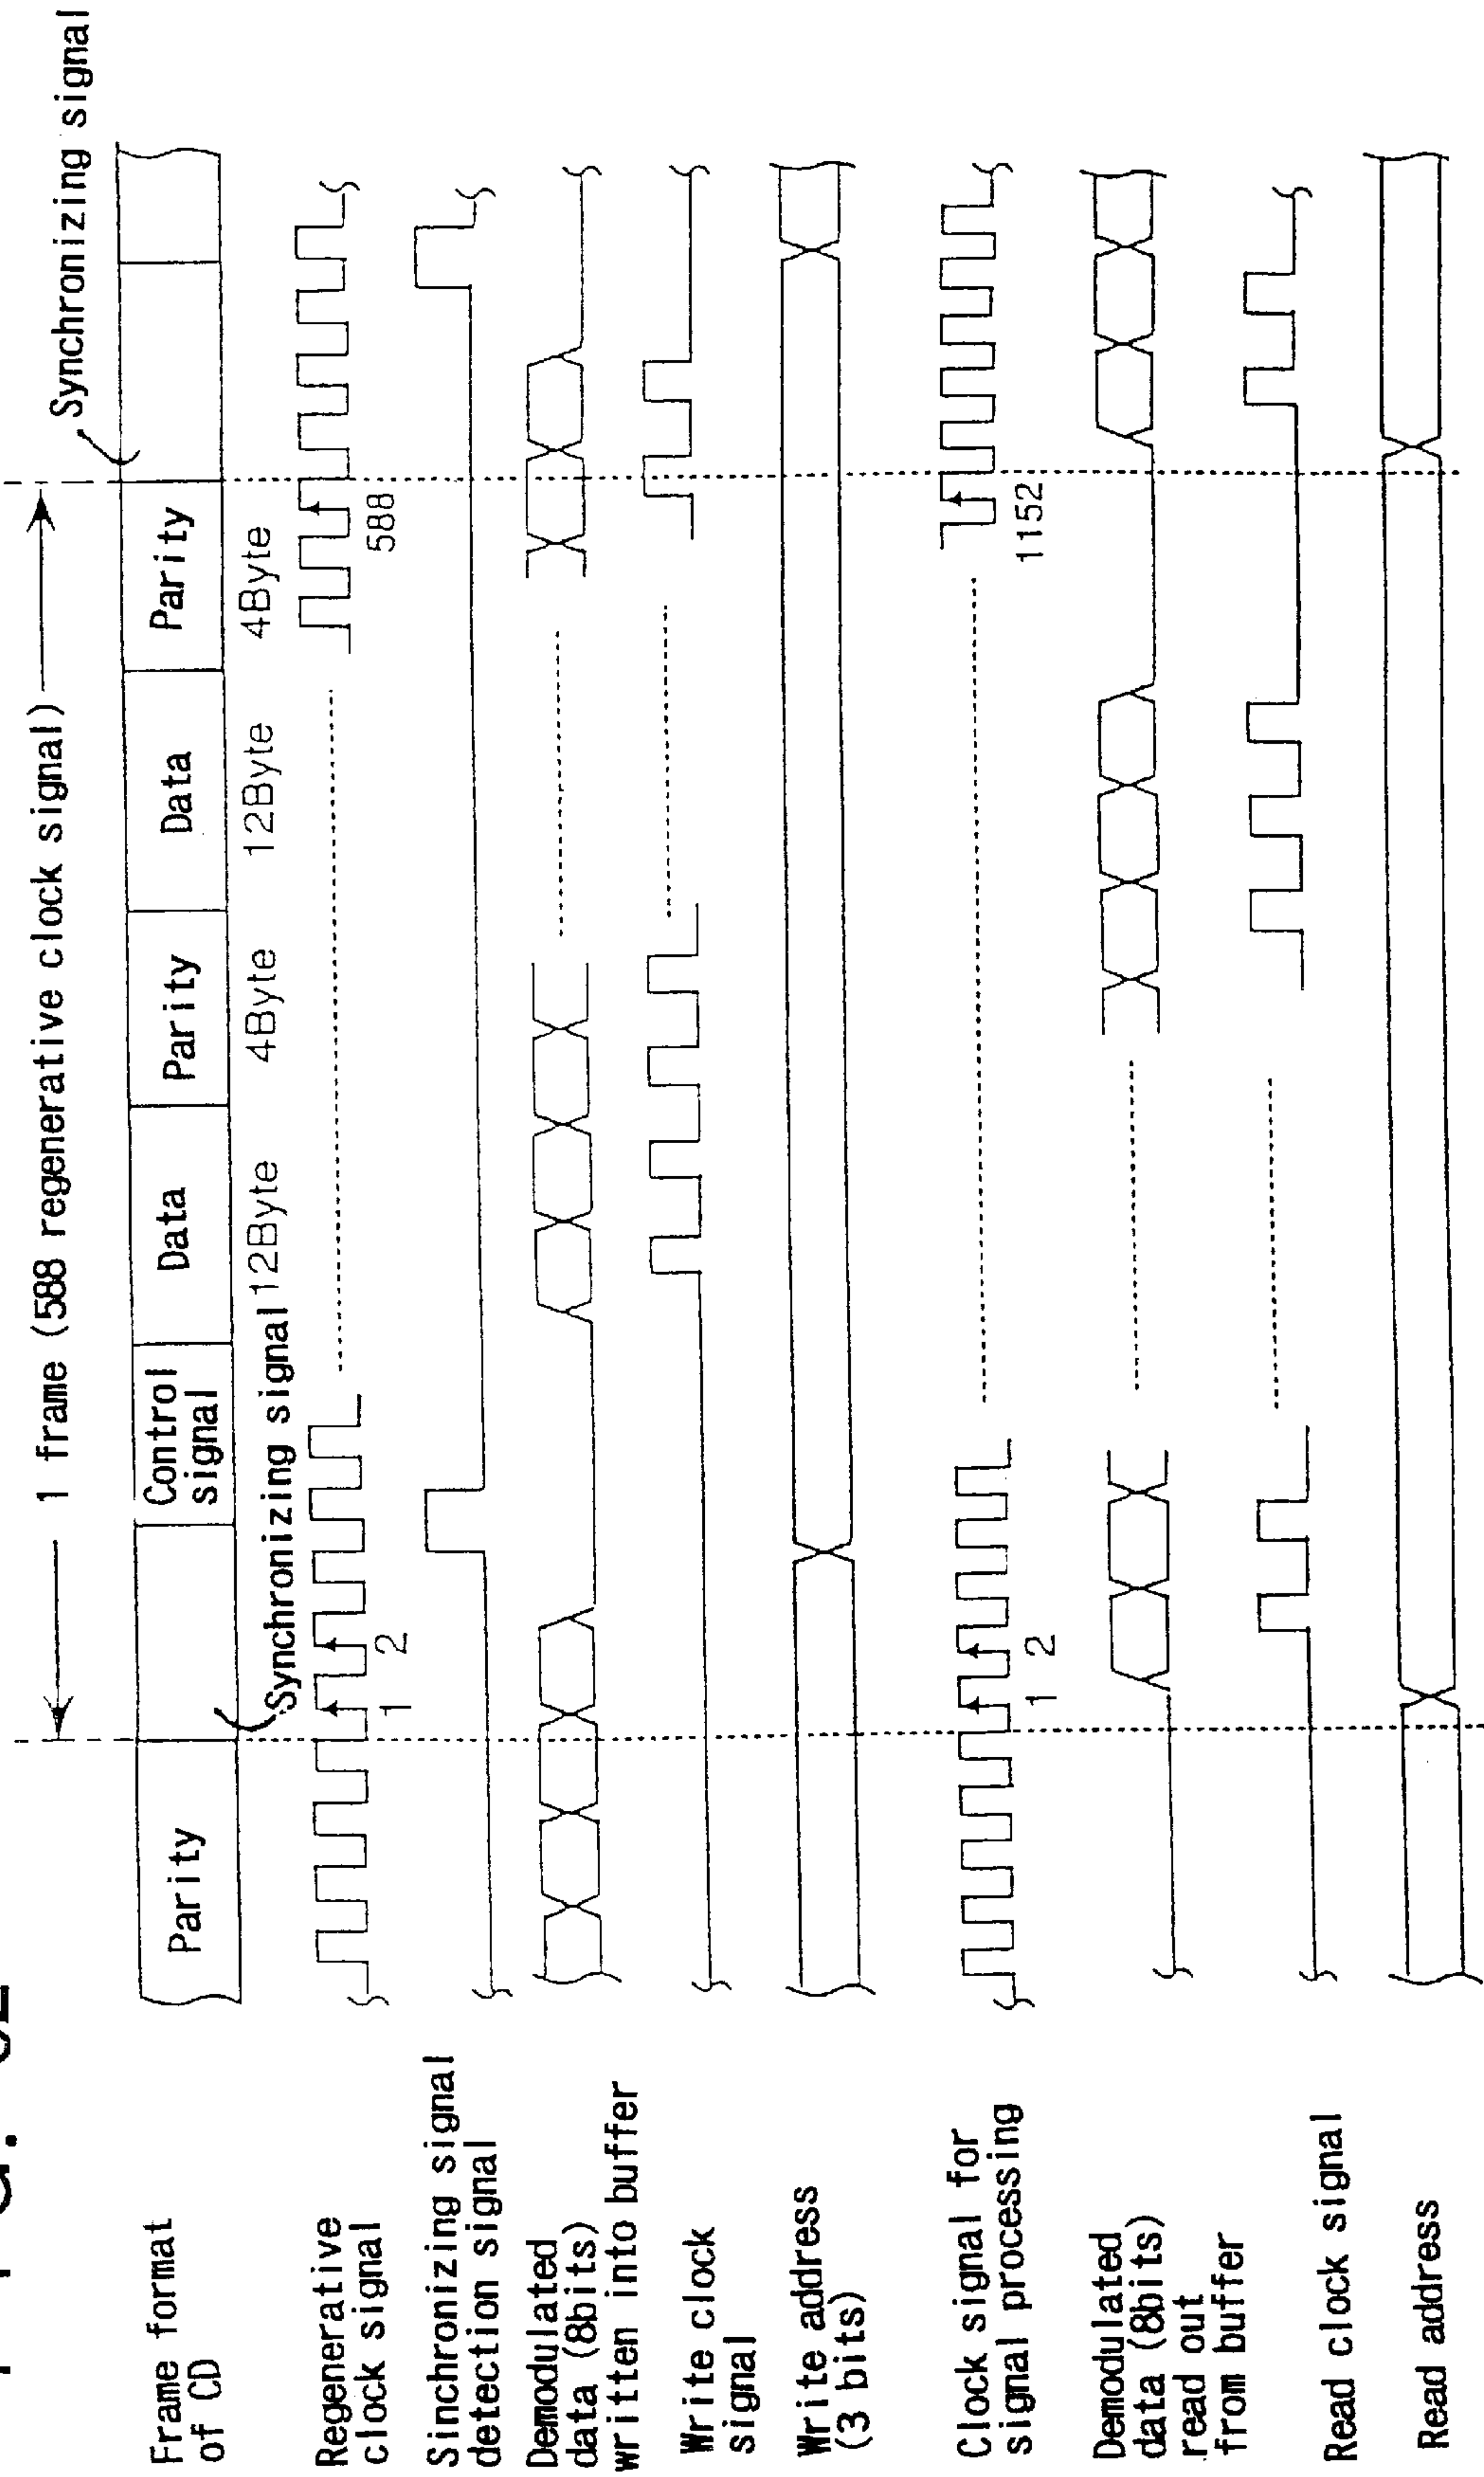 1 frame (588 regenerative clock signal)
Synchronizing signal
Frame format
of CD
Parity
Control
signal
Data
Parity
Data
Parity
Synchronizing signal
12Byte
4Byte
12Byte
4Byte
Regenerative
clock signal
1
2
588
Sinchronizing signal
detection signal
Demodulated
data (8bits)
written into buffer
Write clock
signal
Write address
(3 bits)
Clock signal for
signal processing
1
2
1152
Demodulated
data (8bits)
read out
from buffer
Read clock signal
Read address